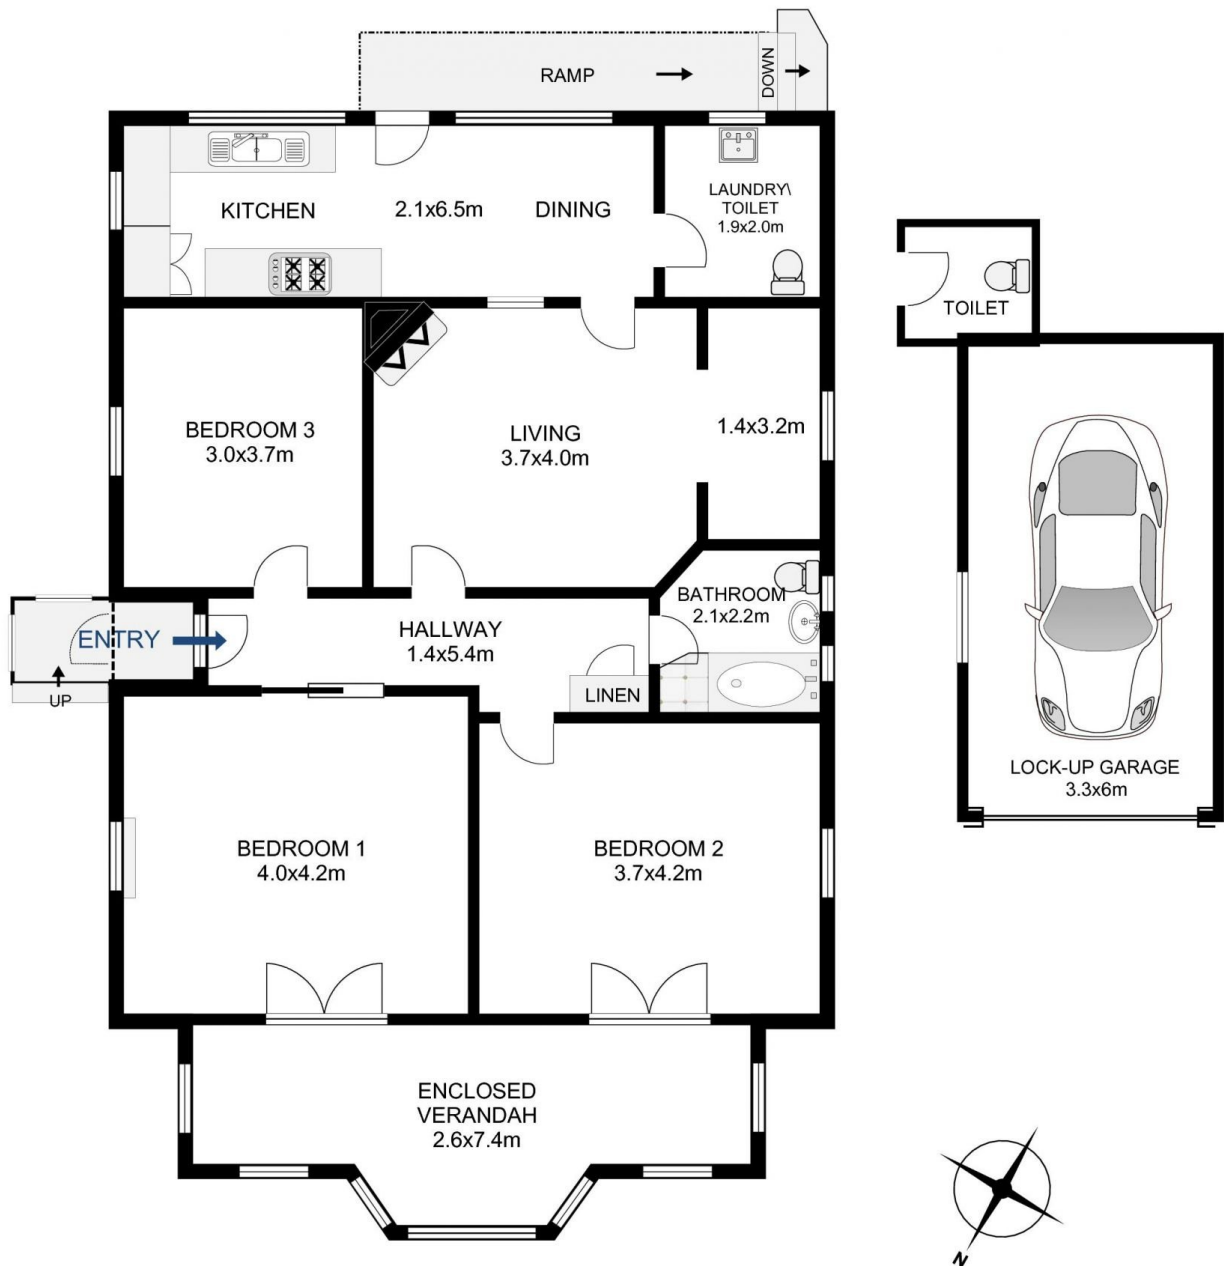 RAMP
DOWN
KITCHEN
2.1x6.5m
DINING
LAUNDRY\
TOILET
1.9x2.0m
TOILET
BEDROOM 3
3.0x3.7m
LIVING
3.7x4.0m
1.4x3.2m
BATHROOM
2.1x2.2m
ENTRY
UP
HALLWAY
1.4x5.4m
LINEN
LOCK-UP GARAGE
3.3x6m
BEDROOM 1
4.0x4.2m
BEDROOM 2
3.7x4.2m
ENCLOSED
VERANDAH
2.6x7.4m
N